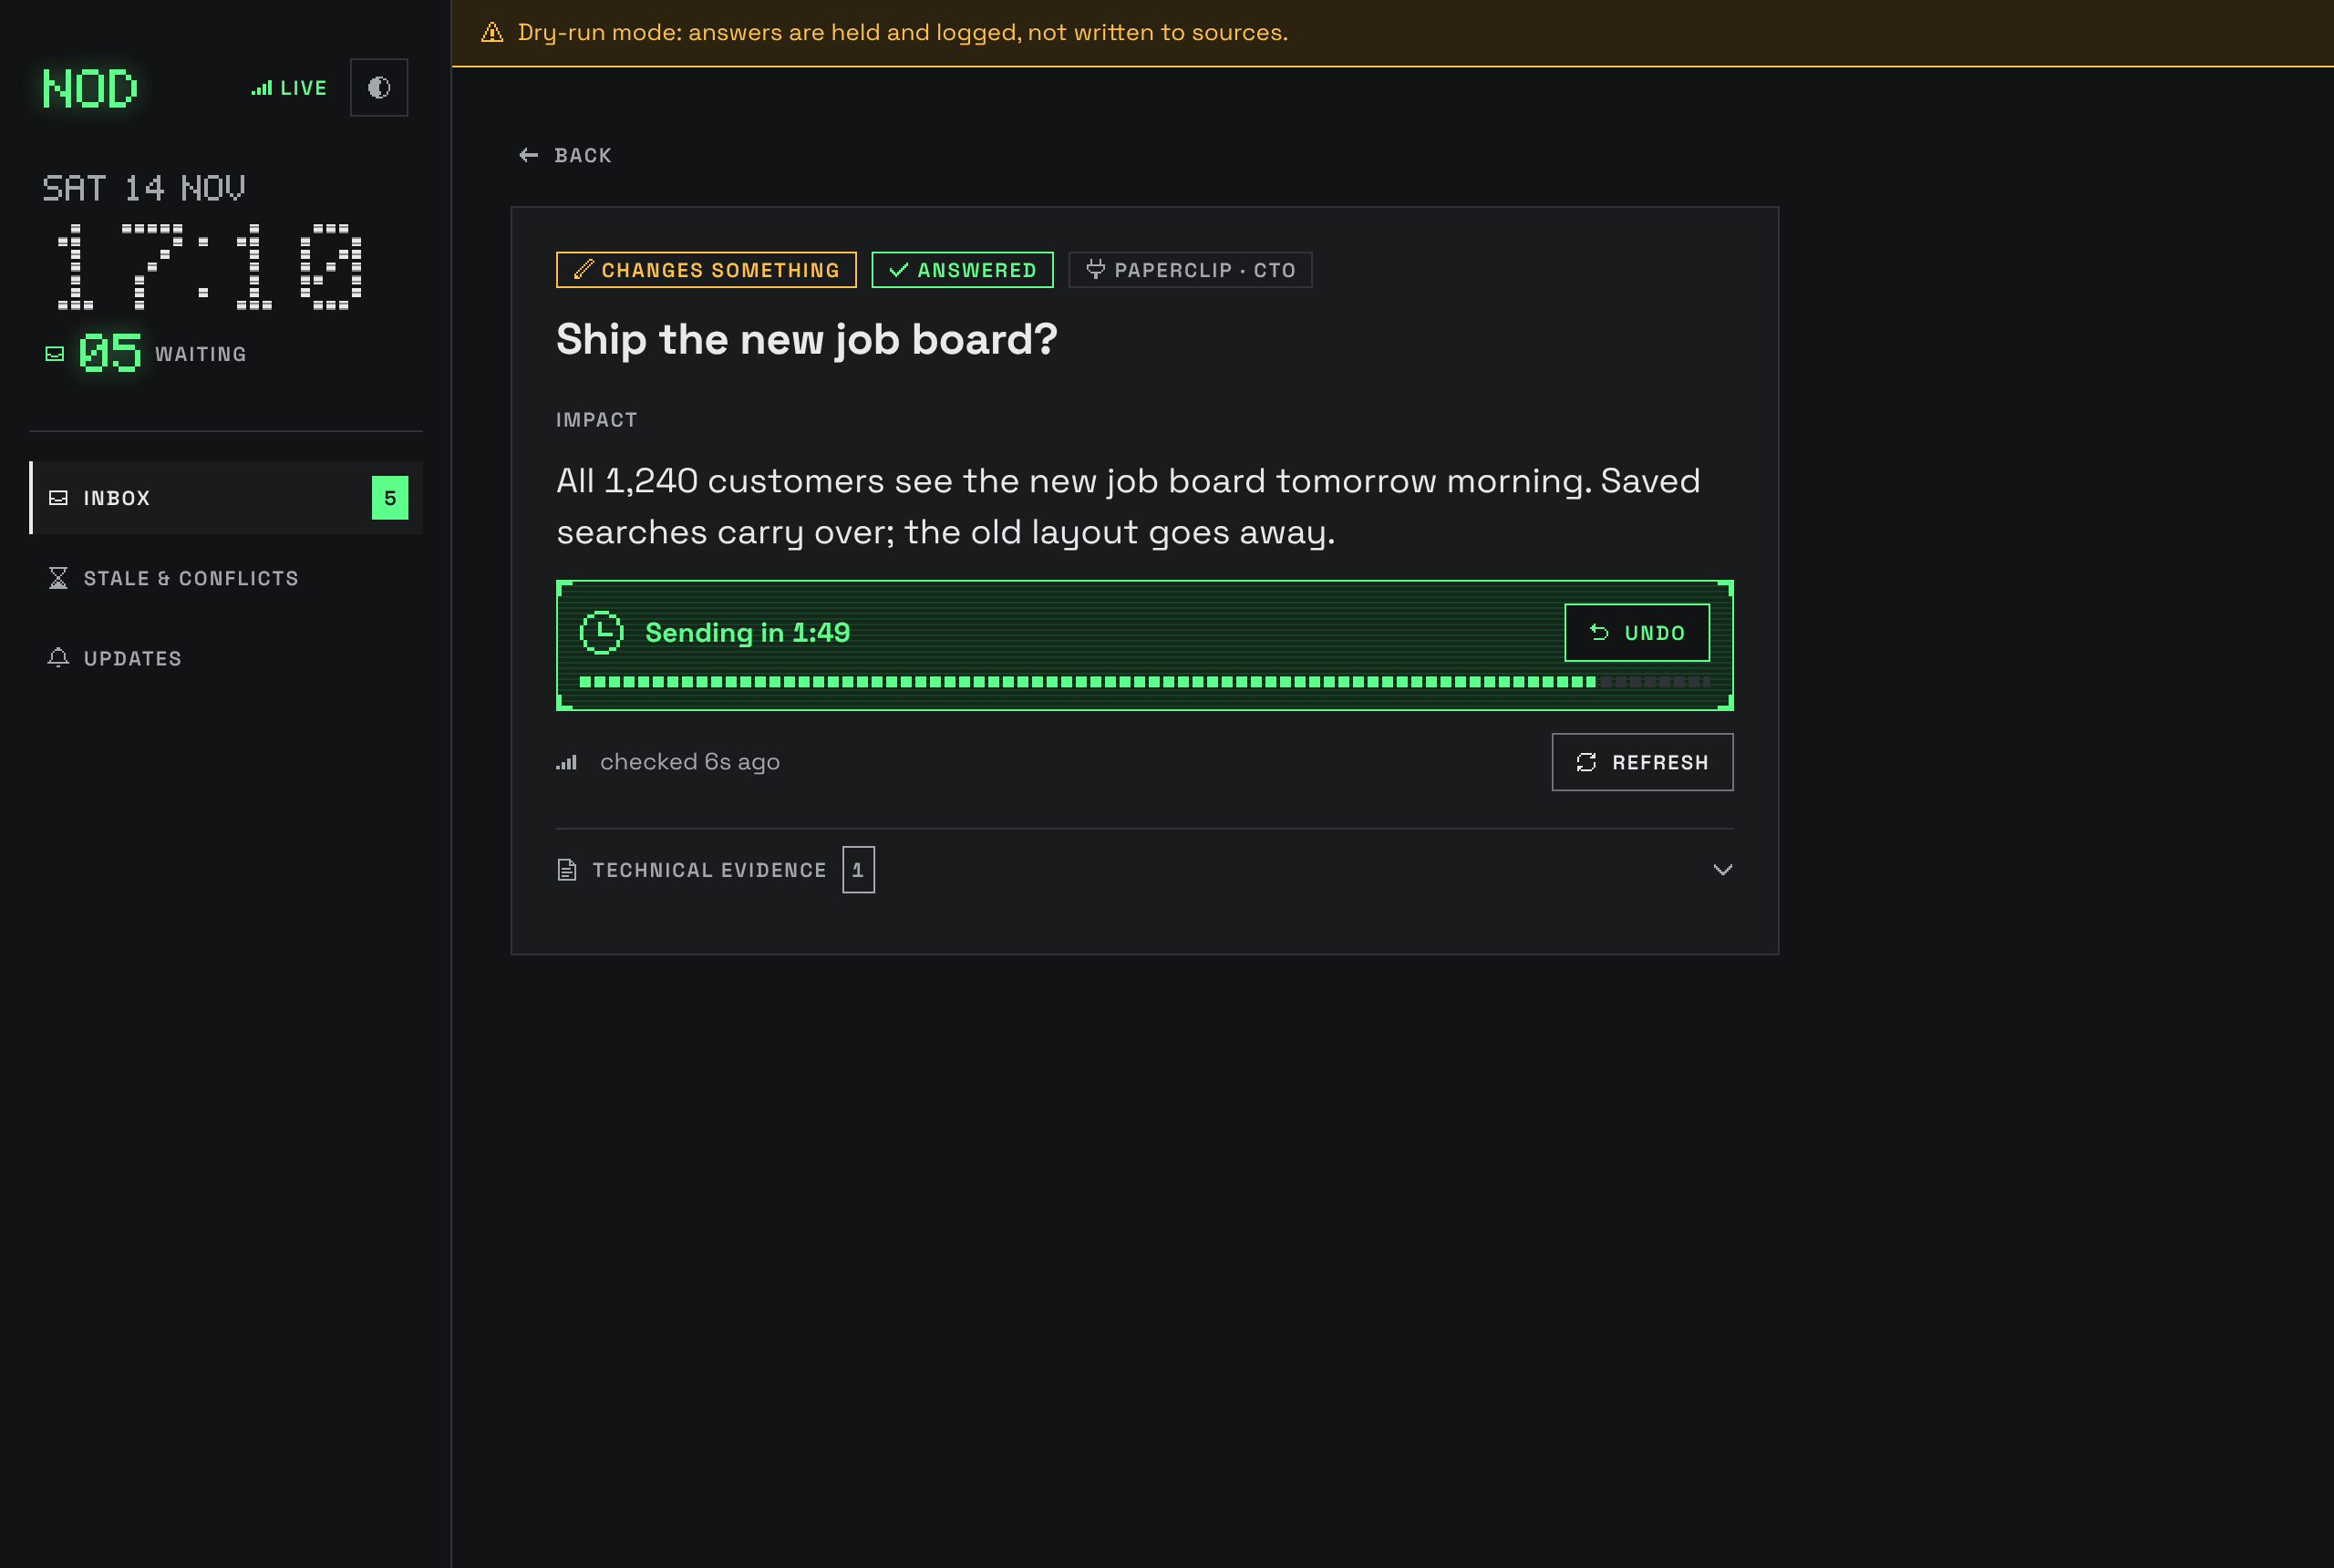 NOD
LIVE
SAT 14 NOV
17:10
05 WAITING
INBOX 5
STALE & CONFLICTS
UPDATES
Dry-run mode: answers are held and logged, not written to sources.
BACK
CHANGES SOMETHING ANSWERED PAPERCLIP · CTO
Ship the new job board?
IMPACT
All 1,240 customers see the new job board tomorrow morning. Saved
searches carry over; the old layout goes away.
Sending in 1:49 UNDO
checked 6s ago REFRESH
TECHNICAL EVIDENCE 1